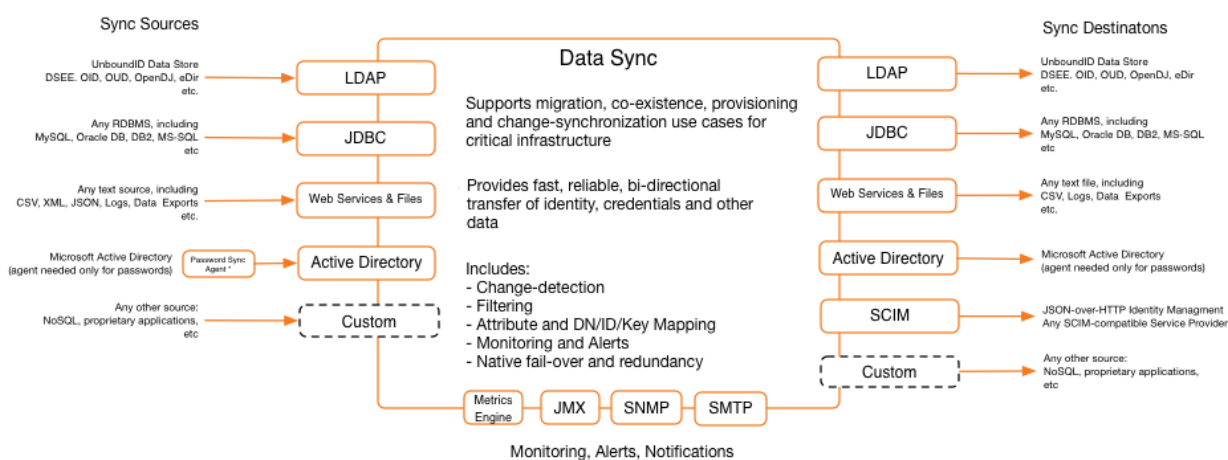 Sync Sources
UnboundID Data Store
DSEE. OID, OUD, OpenDJ, eDir
etc.
Any RDBMS, including
MySQL, Oracle DB, DB2, MS-SQL
etc
Any text source, including
CSV, XML, JSON, Logs, Data Exports
etc.
Microsoft Active Directory
(agent needed only for passwords)
Password Sync
Agent *
Any other source:
NoSQL, proprietary applications,
etc
LDAP
JDBC
Web Services & Files
Active Directory
Custom
Data Sync
Supports migration, co-existence, provisioning
and change-synchronization use cases for
critical infrastructure
Provides fast, reliable, bi-directional
transfer of identity, credentials and other
data
Includes:
- Change-detection
- Filtering
- Attribute and DN/ID/Key Mapping
- Monitoring and Alerts
- Native fail-over and redundancy
Metrics
Engine
JMX
SNMP
SMTP
Monitoring, Alerts, Notifications
LDAP
JDBC
Web Services & Files
Active Directory
SCIM
Custom
Sync Destinatons
UnboundID Data Store
DSEE. OID, OUD, OpenDJ, eDir
etc.
Any RDBMS, including
MySQL, Oracle DB, DB2, MS-SQL
etc
Any text file, including
CSV, Logs, Data Exports
etc.
Microsoft Active Directory
(agent needed only for passwords)
JSON-over-HTTP Identity Managment
Any SCIM-compatible Service Provider
Any other source:
NoSQL, proprietary applications,
etc